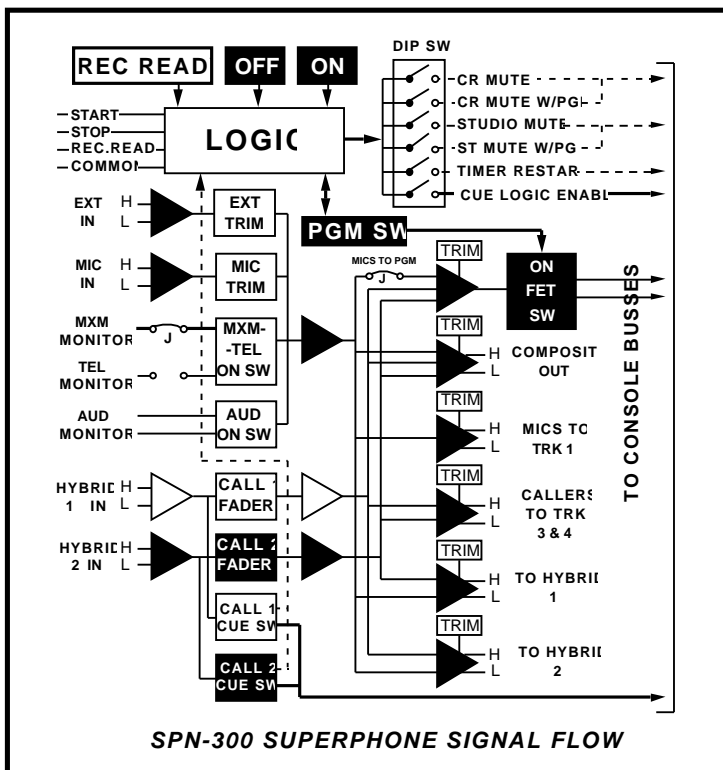 DIP SW
REC READ
OFF
ON
CR MUTE
CR MUTE W/PG
STUDIO MUTE
ST MUTE W/PG
TIMER RESTAR
CUE LOGIC ENABL
START
STOP
REC.READ
COMMON
LOGIC
EXT
IN
H
L
EXT
TRIM
PGM SW
MIC
IN
H
L
MIC
TRIM
MICS TO PGM
J
TRIM
ON
FET
SW
MXM
MONITOR
J
MXM-
-TEL
ON SW
TEL
MONITOR
TRIM
H
L
COMPOSIT
OUT
AUD
MONITOR
AUD
ON SW
TRIM
MICS TO
TRK 1
H
L
HYBRID
1 IN
H
L
CALL 1
FADER
TRIM
H
L
CALLERS
TO TRK
3 & 4
HYBRID
2 IN
H
L
CALL 2
FADER
TRIM
H
L
TO HYBRID
1
CALL 1
CUE SW
TRIM
H
L
TO HYBRID
2
CALL 2
CUE SW
TO CONSOLE BUSSES
SPN-300 SUPERPHONE SIGNAL FLOW